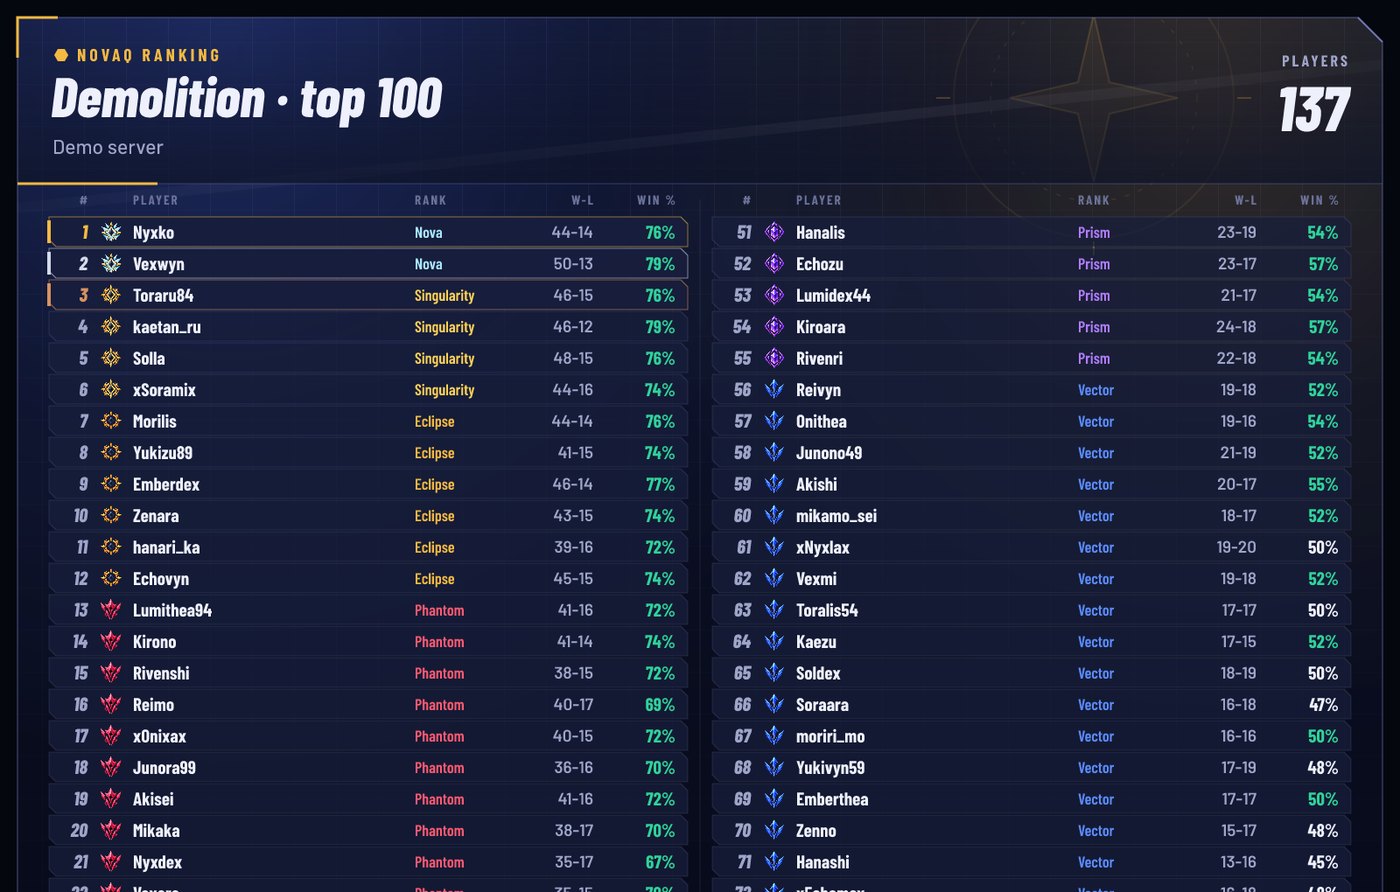 NOVAQ RANKING
Demolition · top 100
Demo server
PLAYERS
137
# PLAYER RANK W-L WIN %
1 Nyxko Nova 44-14 76%
2 Vexwyn Nova 50-13 79%
3 Toraru84 Singularity 46-15 76%
4 kaetan_ru Singularity 46-12 79%
5 Solla Singularity 48-15 76%
6 xSoramix Singularity 44-16 74%
7 Morilis Eclipse 44-14 76%
8 Yukizu89 Eclipse 41-15 74%
9 Emberdex Eclipse 46-14 77%
10 Zenara Eclipse 43-15 74%
11 hanari_ka Eclipse 39-16 72%
12 Echovyn Eclipse 45-15 74%
13 Lumithea94 Phantom 41-16 72%
14 Kirono Phantom 41-14 74%
15 Rivenshi Phantom 38-15 72%
16 Reimo Phantom 40-17 69%
17 xOnixax Phantom 40-15 72%
18 Junora99 Phantom 36-16 70%
19 Akisei Phantom 41-16 72%
20 Mikaka Phantom 38-17 70%
21 Nyxdex Phantom 35-17 67%
# PLAYER RANK W-L WIN %
51 Hanalis Prism 23-19 54%
52 Echozu Prism 23-17 57%
53 Lumidex44 Prism 21-17 54%
54 Kiroara Prism 24-18 57%
55 Rivenri Prism 22-18 54%
56 Reivyn Vector 19-18 52%
57 Onithea Vector 19-16 54%
58 Junono49 Vector 21-19 52%
59 Akishi Vector 20-17 55%
60 mikamo_sei Vector 18-17 52%
61 xNyxlax Vector 19-20 50%
62 Vexmi Vector 19-18 52%
63 Toralis54 Vector 17-17 50%
64 Kaezu Vector 17-15 52%
65 Soldex Vector 18-19 50%
66 Soraara Vector 16-18 47%
67 moriri_mo Vector 16-16 50%
68 Yukivyn59 Vector 17-19 48%
69 Emberthea Vector 17-17 50%
70 Zenno Vector 15-17 48%
71 Hanashi Vector 13-16 45%